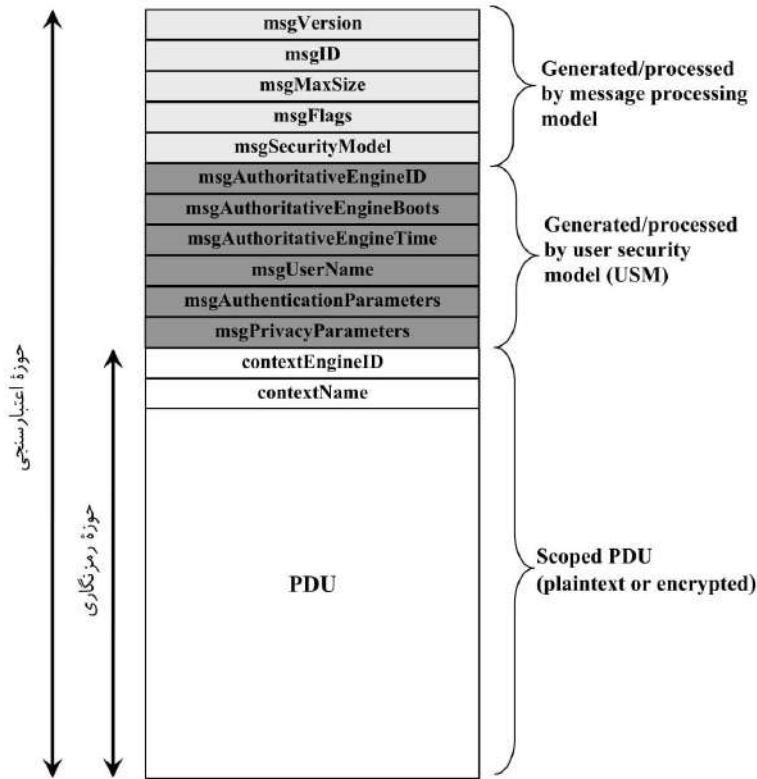 msgVersion
msgID
msgMaxSize
msgFlags
msgSecurityModel
msgAuthoritativeEngineID
msgAuthoritativeEngineBoots
msgAuthoritativeEngineTime
msgUserName
msgAuthenticationParameters
msgPrivacyParameters
contextEngineID
contextName
PDU
Generated/processed
by message processing
model
Generated/processed
by user security
model (USM)
Scoped PDU
(plaintext or encrypted)
حوزهٔ اعتبارسنجی
حوزهٔ رمزنگاری